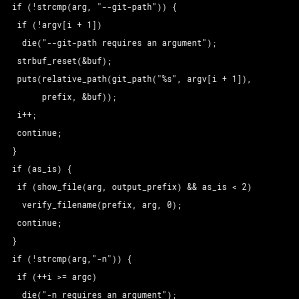 if (!strcmp(arg, "--git-path")) {
if (!argv[i + 1])
die("--git-path requires an argument");
strbuf_reset(&buf);
puts(relative_path(git_path("%s", argv[i + 1]),
prefix, &buf));
i++;
continue;
}
if (as_is) {
if (show_file(arg, output_prefix) && as_is < 2)
verify_filename(prefix, arg, 0);
continue;
}
if (!strcmp(arg,"-n")) {
if (++i >= argc)
die("-n requires an argument");